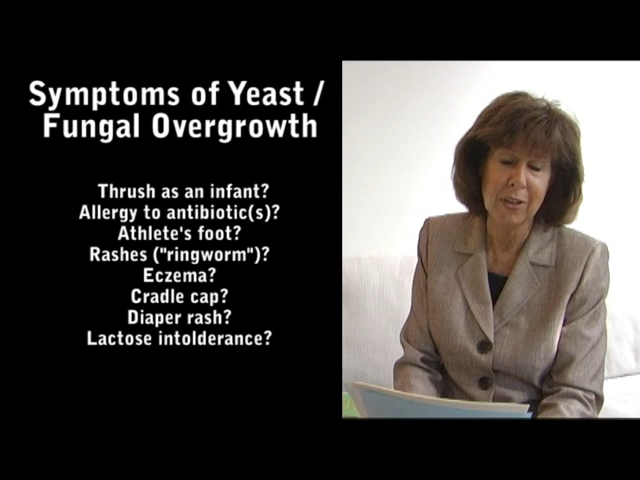 Symptoms of Yeast /
Fungal Overgrowth
Thrush as an infant?
Allergy to antibiotic(s)?
Athlete's foot?
Rashes ("ringworm")?
Eczema?
Cradle cap?
Diaper rash?
Lactose intolderance?